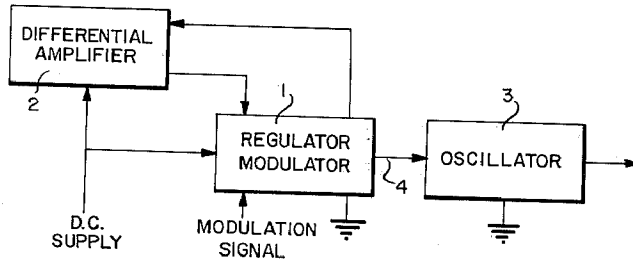 DIFFERENTIAL
AMPLIFIER
2
1
REGULATOR
MODULATOR
3
OSCILLATOR
4
D.C.
SUPPLY
MODULATION
SIGNAL